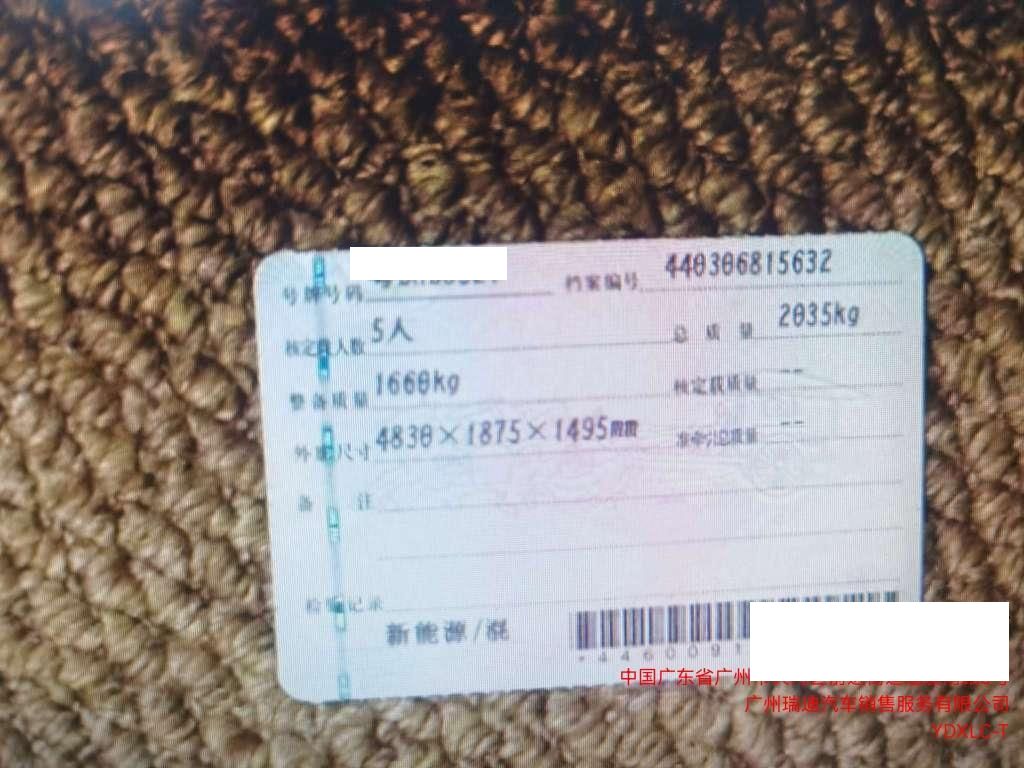 号牌号码 档案编号 440306815632
核定载人数 5人 总质量 2035kg
整备质量 1660kg 核定载质量 --
外廓尺寸 4830×1875×1495mm 准牵引总质量 --
备注
检验记录
新能源/混
*446009
中国广东省广州
广州瑞速汽车销售服务有限公司
YDXLC-T